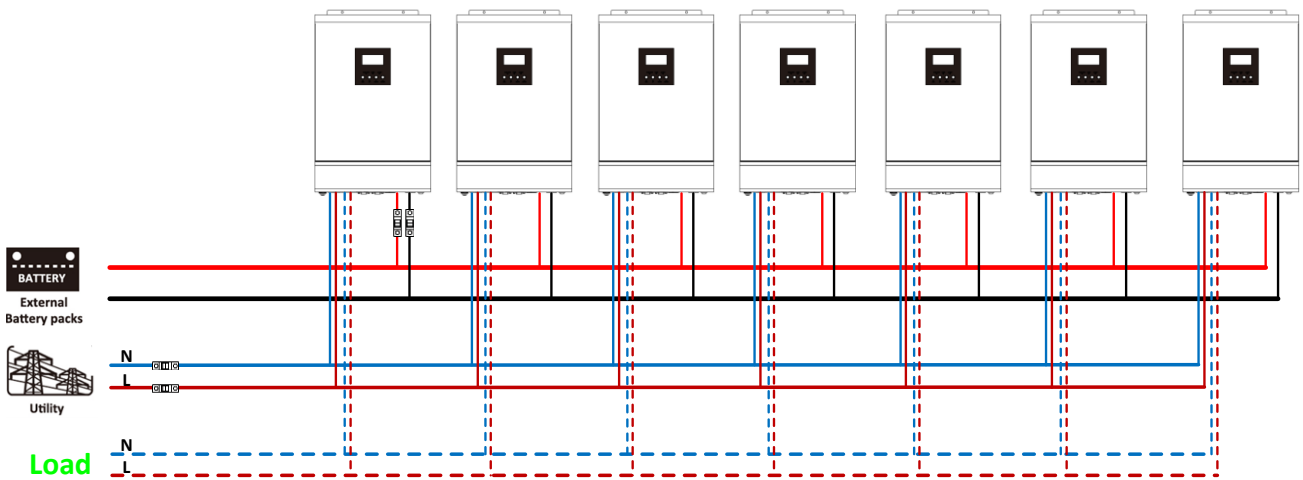 BATTERY
External
Battery packs
N
L
Utility
N
Load
L